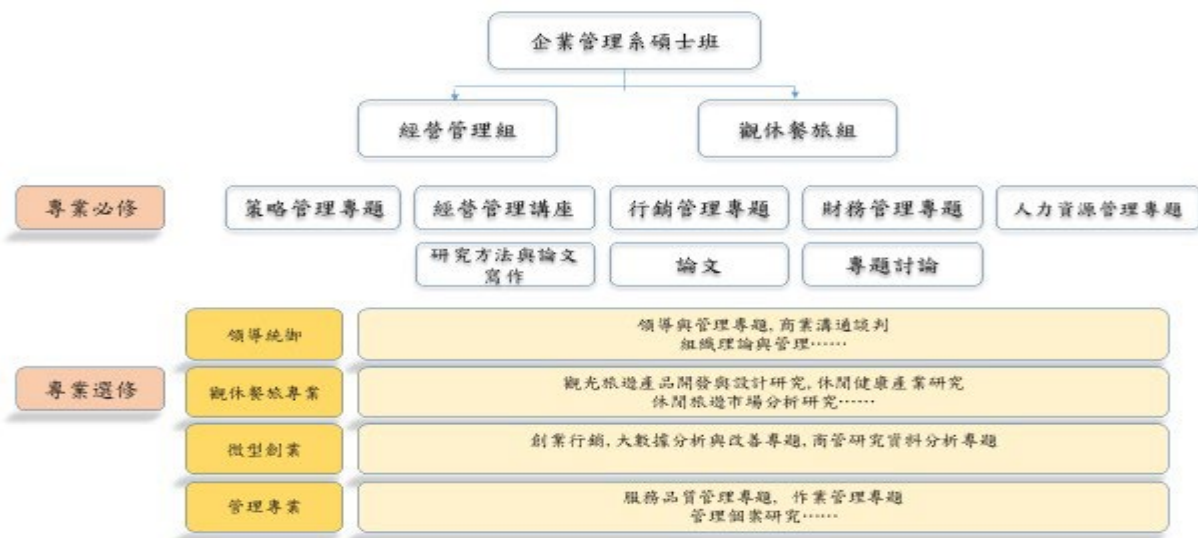 企業管理系碩士班
經營管理組
觀休餐旅組
專業必修
策略管理專題
經營管理講座
行銷管理專題
財務管理專題
人力資源管理專題
研究方法與論文
寫作
論文
專題討論
專業選修
領導統御
領導與管理專題, 商業溝通談判
組織理論與管理……
觀休餐旅專業
觀光旅遊產品開發與設計研究, 休閒健康產業研究
休閒旅遊市場分析研究……
微型創業
創業行銷, 大數據分析與改善專題, 商管研究資料分析專題
管理專業
服務品質管理專題, 作業管理專題
管理個案研究……